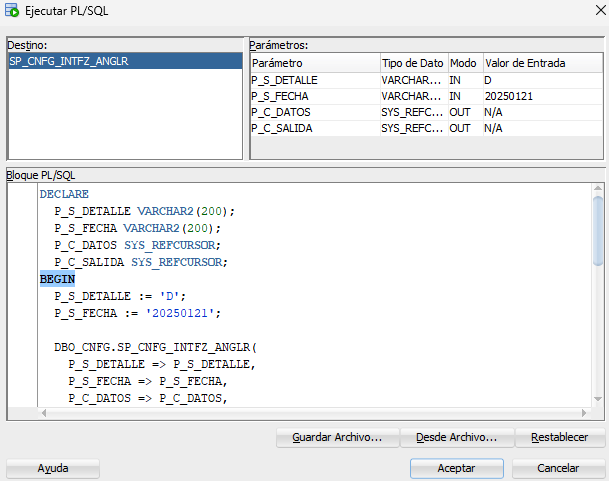 Ejecutar PL/SQL
Destino:
SP_CNFG_INTFZ_ANGLR
Parámetros:
Parámetro Tipo de Dato Modo Valor de Entrada
P_S_DETALLE VARCHAR... IN D
P_S_FECHA VARCHAR... IN 20250121
P_C_DATOS SYS_REFC... OUT N/A
P_C_SALIDA SYS_REFC... OUT N/A
Bloque PL/SQL
DECLARE
P_S_DETALLE VARCHAR2(200);
P_S_FECHA VARCHAR2(200);
P_C_DATOS SYS_REFCURSOR;
P_C_SALIDA SYS_REFCURSOR;
BEGIN
P_S_DETALLE := 'D';
P_S_FECHA := '20250121';
DBO_CNFG.SP_CNFG_INTFZ_ANGLR(
P_S_DETALLE => P_S_DETALLE,
P_S_FECHA => P_S_FECHA,
P_C_DATOS => P_C_DATOS,
Guardar Archivo... Desde Archivo... Restablecer
Ayuda Aceptar Cancelar